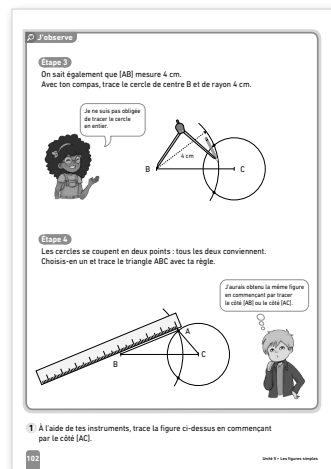 J'observe
Étape 3
On sait également que [AB] mesure 4 cm.
Avec ton compas, trace le cercle de centre B et de rayon 4 cm.
Je ne suis pas obligée
de tracer le cercle
en entier.
4 cm
B
C
Étape 4
Les cercles se coupent en deux points : tous les deux conviennent.
Choisis-en un et trace le triangle ABC avec ta règle.
J'aurais obtenu la même figure
en commençant par tracer
le côté [AB] ou le côté [AC].
A
B
C
1 À l'aide de tes instruments, trace la figure ci-dessus en commençant
par le côté [AC].
102
Unité 5 • Les figures simples